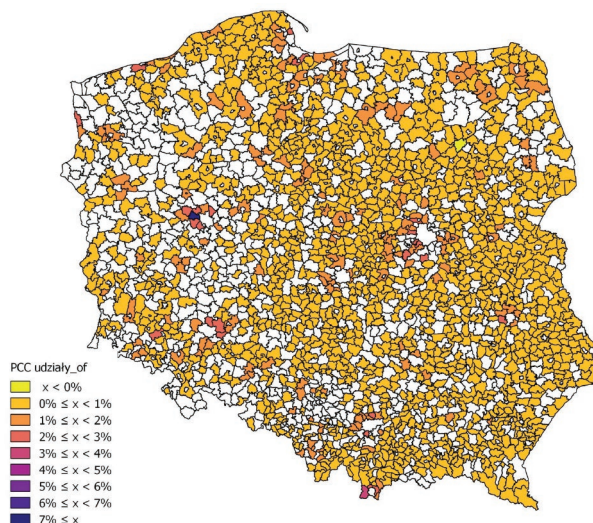 PCC udziały_of
x < 0%
0% ≤ x < 1%
1% ≤ x < 2%
2% ≤ x < 3%
3% ≤ x < 4%
4% ≤ x < 5%
5% ≤ x < 6%
6% ≤ x < 7%
7% ≤ x